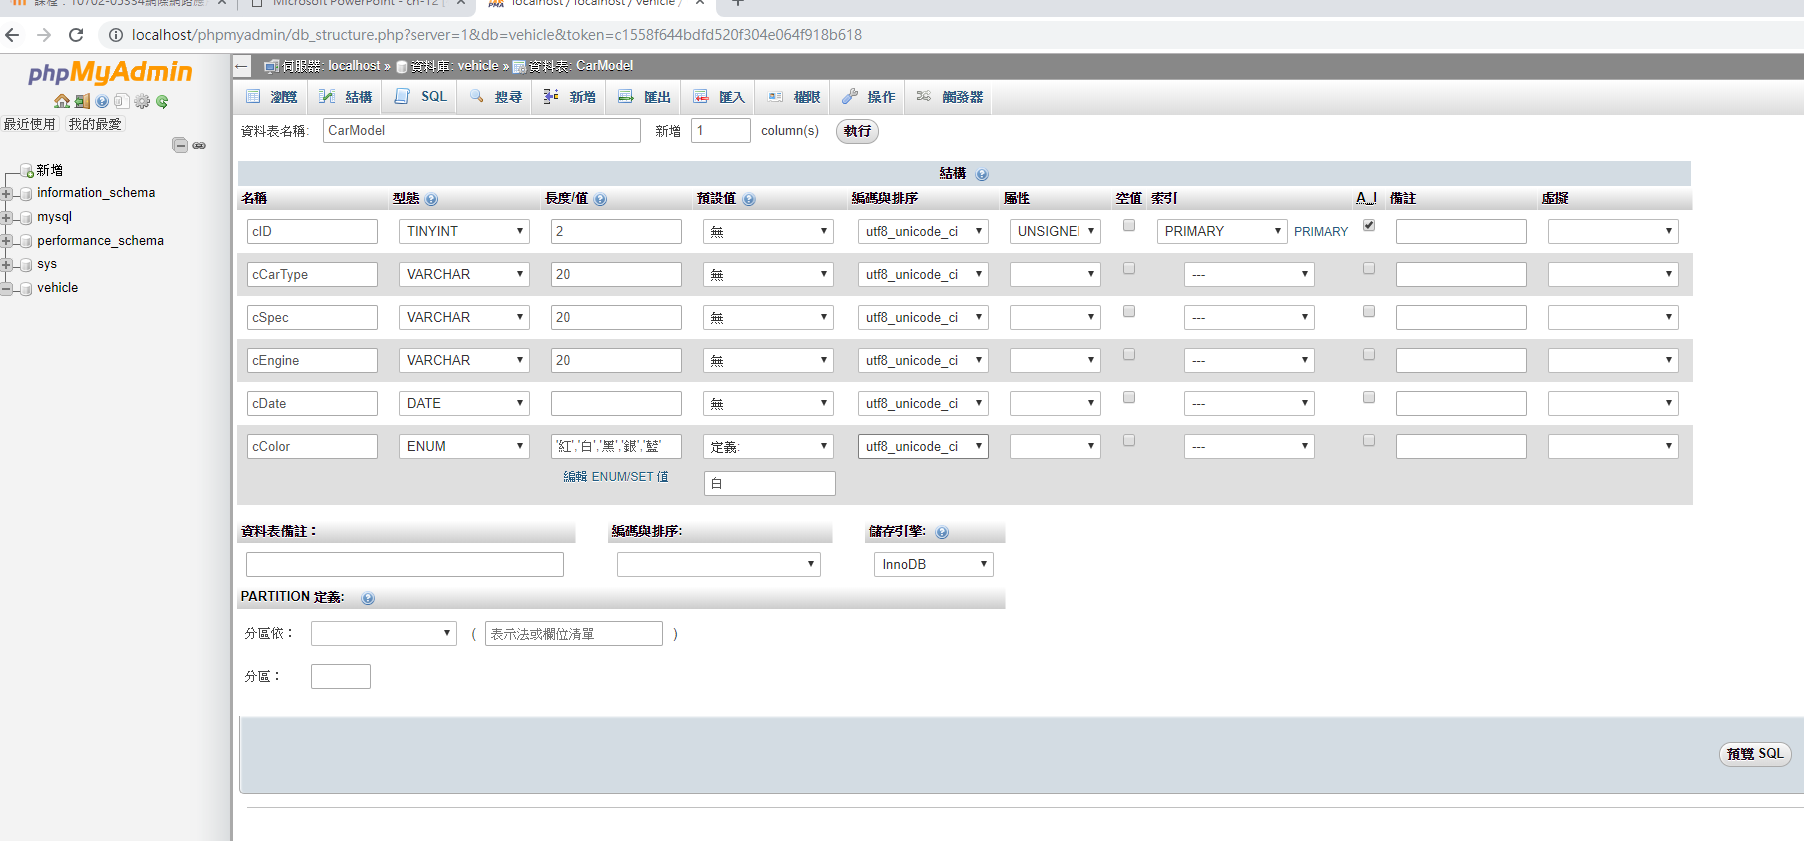 課程：10702-05334網際網路應
Microsoft PowerPoint - ch-12 [
localhost / localhost / vehicle /
localhost/phpmyadmin/db_structure.php?server=1&db=vehicle&token=c1558f644bdfd520f304e064f918b618
phpMyAdmin
最近使用 我的最愛
新增
information_schema
mysql
performance_schema
sys
vehicle
伺服器: localhost » 資料庫: vehicle » 資料表: CarModel
瀏覽 結構 SQL 搜尋 新增 匯出 匯入 權限 操作 觸發器
資料表名稱: CarModel 新增 1 column(s) 執行
結構
名稱 型態 長度/值 預設值 編碼與排序 屬性 空值 索引 A_I 備註 虛擬
cID TINYINT 2 無 utf8_unicode_ci UNSIGNE PRIMARY PRIMARY
cCarType VARCHAR 20 無 utf8_unicode_ci ---
cSpec VARCHAR 20 無 utf8_unicode_ci ---
cEngine VARCHAR 20 無 utf8_unicode_ci ---
cDate DATE 無 utf8_unicode_ci ---
cColor ENUM '紅','白','黑','銀','藍' 定義: utf8_unicode_ci ---
編輯 ENUM/SET 值 白
資料表備註： 編碼與排序: 儲存引擎:
InnoDB
PARTITION 定義:
分區依： ( 表示法或欄位清單 )
分區：
預覽 SQL